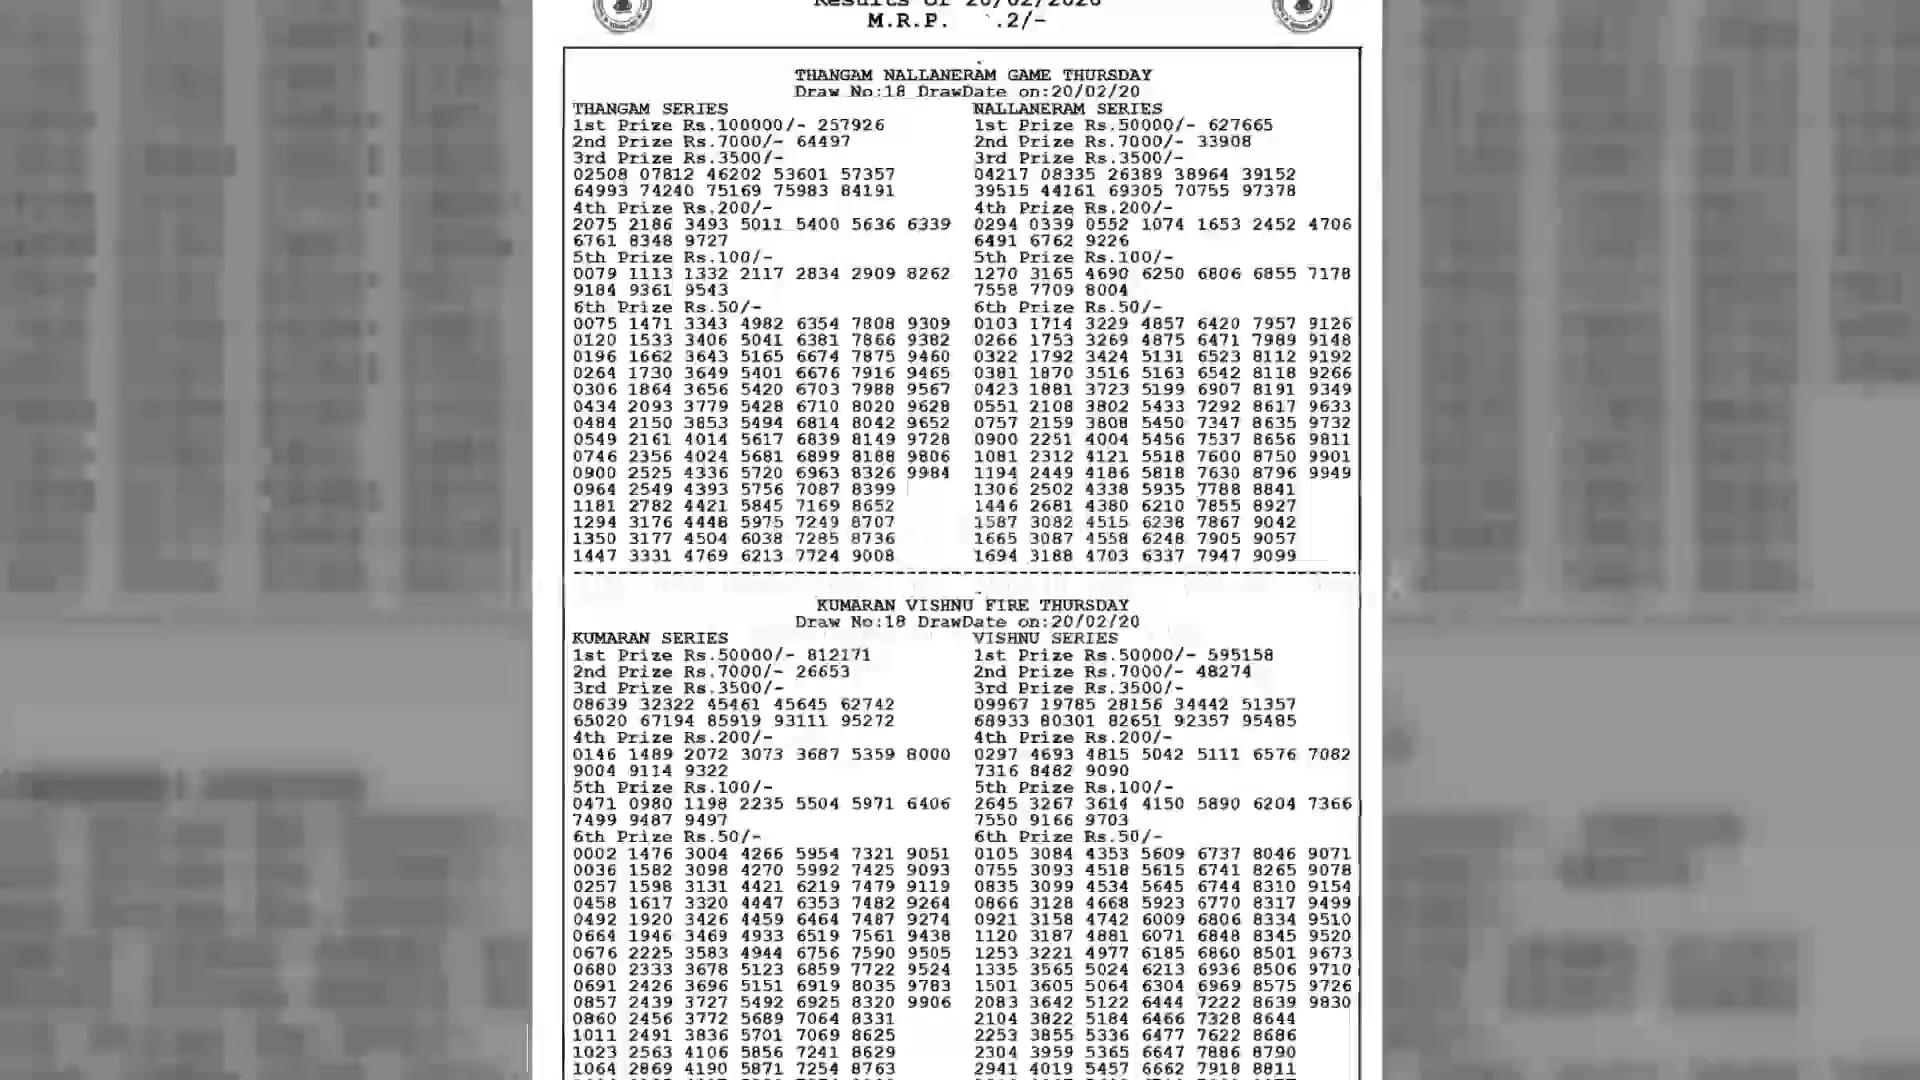 Results of 20/02/2020
M.R.P. `.2/-
THANGAM NALLANERAM GAME THURSDAY
Draw No:18 DrawDate on:20/02/20
THANGAM SERIES
1st Prize Rs.100000/- 257926
2nd Prize Rs.7000/- 64497
3rd Prize Rs.3500/-
02508 07812 46202 53601 57357
64993 74240 75169 75983 84191
4th Prize Rs.200/-
2075 2186 3493 5011 5400 5636 6339
6761 8348 9727
5th Prize Rs.100/-
0079 1113 1332 2117 2834 2909 8262
9184 9361 9543
6th Prize Rs.50/-
0075 1471 3343 4982 6354 7808 9309
0120 1533 3406 5041 6381 7866 9382
0196 1662 3643 5165 6674 7875 9460
0264 1730 3649 5401 6676 7916 9465
0306 1864 3656 5420 6703 7988 9567
0434 2093 3779 5428 6710 8020 9628
0484 2150 3853 5494 6814 8042 9652
0549 2161 4014 5617 6839 8149 9728
0746 2356 4024 5681 6899 8188 9806
0900 2525 4336 5720 6963 8326 9984
0964 2549 4393 5756 7087 8399
1181 2782 4421 5845 7169 8652
1294 3176 4448 5975 7249 8707
1350 3177 4504 6038 7285 8736
1447 3331 4769 6213 7724 9008
NALLANERAM SERIES
1st Prize Rs.50000/- 627665
2nd Prize Rs.7000/- 33908
3rd Prize Rs.3500/-
04217 08335 26389 38964 39152
39515 44161 69305 70755 97378
4th Prize Rs.200/-
0294 0339 0552 1074 1653 2452 4706
6491 6762 9226
5th Prize Rs.100/-
1270 3165 4690 6250 6806 6855 7178
7558 7709 8004
6th Prize Rs.50/-
0103 1714 3229 4857 6420 7957 9126
0266 1753 3269 4875 6471 7989 9148
0322 1792 3424 5131 6523 8112 9192
0381 1870 3516 5163 6542 8118 9266
0423 1881 3723 5199 6907 8191 9349
0551 2108 3802 5433 7292 8617 9633
0757 2159 3808 5450 7347 8635 9732
0900 2251 4004 5456 7537 8656 9811
1081 2312 4121 5518 7600 8750 9901
1194 2449 4186 5818 7630 8796 9949
1306 2502 4338 5935 7788 8841
1446 2681 4380 6210 7855 8927
1587 3082 4515 6238 7867 9042
1665 3087 4558 6248 7905 9057
1694 3188 4703 6337 7947 9099
KUMARAN VISHNU FIRE THURSDAY
Draw No:18 DrawDate on:20/02/20
KUMARAN SERIES
1st Prize Rs.50000/- 812171
2nd Prize Rs.7000/- 26653
3rd Prize Rs.3500/-
08639 32322 45461 45645 62742
65020 67194 85919 93111 95272
4th Prize Rs.200/-
0146 1489 2072 3073 3687 5359 8000
9004 9114 9322
5th Prize Rs.100/-
0471 0980 1198 2235 5504 5971 6406
7499 9487 9497
6th Prize Rs.50/-
0002 1476 3004 4266 5954 7321 9051
0036 1582 3098 4270 5992 7425 9093
0257 1598 3131 4421 6219 7479 9119
0458 1617 3320 4447 6353 7482 9264
0492 1920 3426 4459 6464 7487 9274
0664 1946 3469 4933 6519 7561 9438
0676 2225 3583 4944 6756 7590 9505
0680 2333 3678 5123 6859 7722 9524
0691 2426 3696 5151 6919 8035 9783
0857 2439 3727 5492 6925 8320 9906
0860 2456 3772 5689 7064 8331
1011 2491 3836 5701 7069 8625
1023 2563 4106 5856 7241 8629
1064 2869 4190 5871 7254 8763
VISHNU SERIES
1st Prize Rs.50000/- 595158
2nd Prize Rs.7000/- 48274
3rd Prize Rs.3500/-
09967 19785 28156 34442 51357
68933 80301 82651 92357 95485
4th Prize Rs.200/-
0297 4693 4815 5042 5111 6576 7082
7316 8482 9090
5th Prize Rs.100/-
2645 3267 3614 4150 5890 6204 7366
7550 9166 9703
6th Prize Rs.50/-
0105 3084 4353 5609 6737 8046 9071
0755 3093 4518 5615 6741 8265 9078
0835 3099 4534 5645 6744 8310 9154
0866 3128 4668 5923 6770 8317 9499
0921 3158 4742 6009 6806 8334 9510
1120 3187 4881 6071 6848 8345 9520
1253 3221 4977 6185 6860 8501 9673
1335 3565 5024 6213 6936 8506 9710
1501 3605 5064 6304 6969 8575 9726
2083 3642 5122 6444 7222 8639 9830
2104 3822 5184 6466 7328 8644
2253 3855 5336 6477 7622 8686
2304 3959 5365 6647 7886 8790
2941 4019 5457 6662 7918 8811